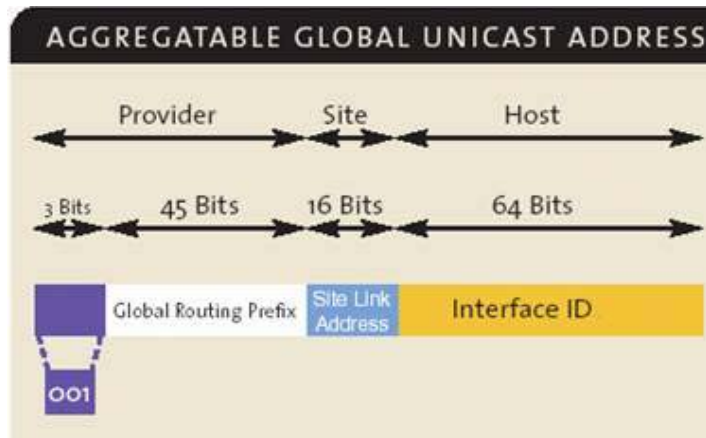 AGGREGATABLE GLOBAL UNICAST ADDRESS
Provider Site Host
3 Bits 45 Bits 16 Bits 64 Bits
Global Routing Prefix Site Link Address Interface ID
001